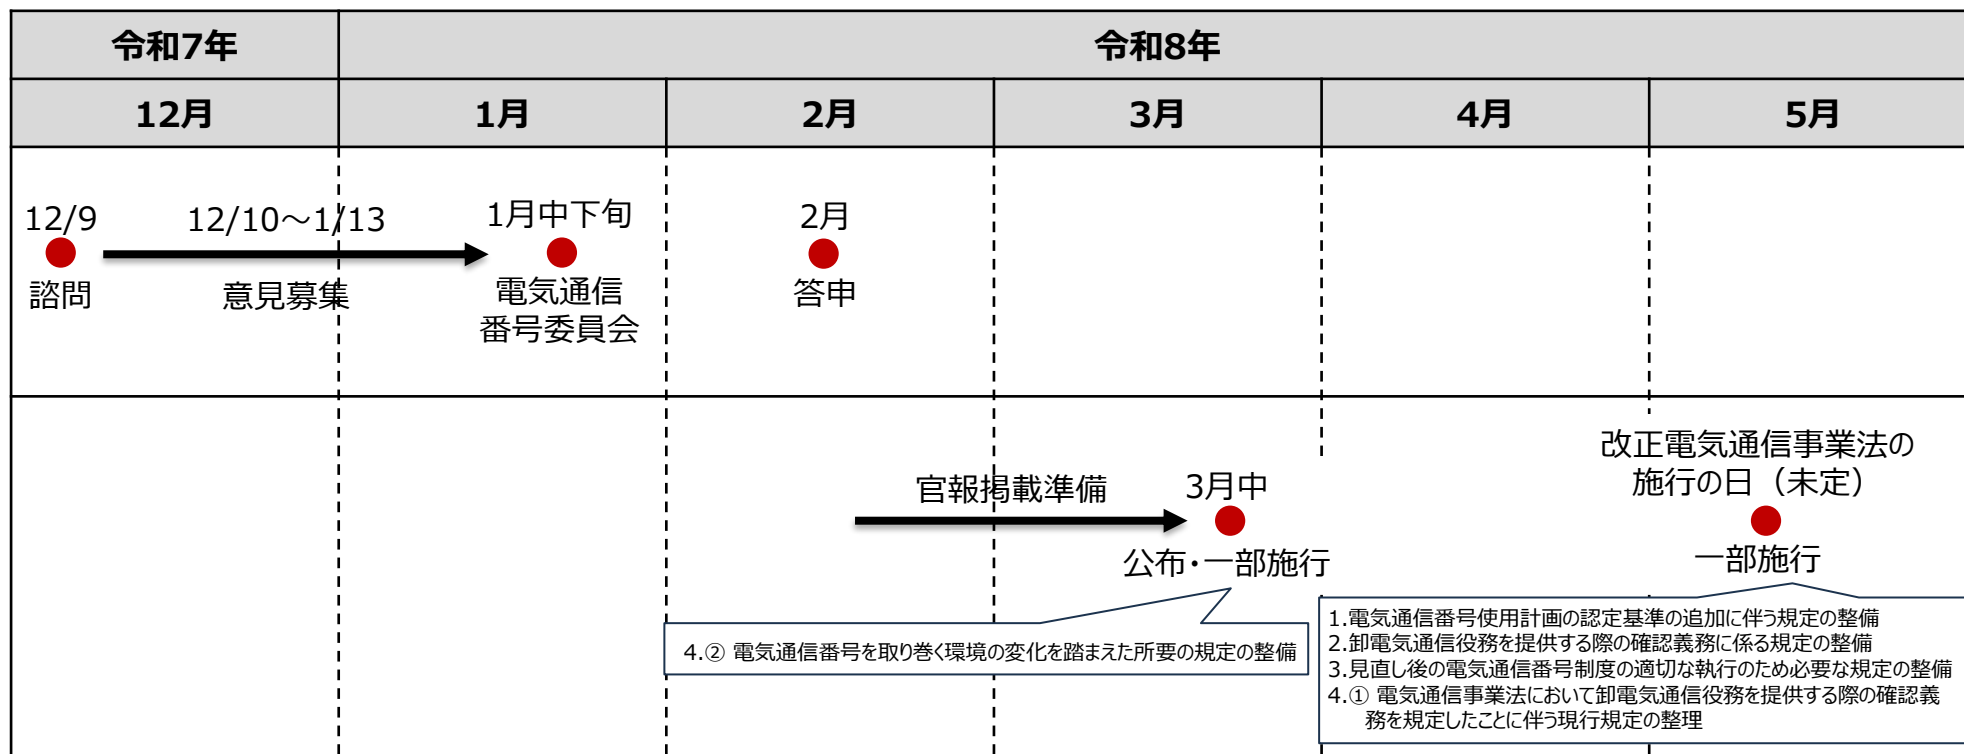 令和7年
令和8年
12月
1月
2月
3月
4月
5月
12/9
諮問
12/10～1/13
意見募集
1月中下旬
電気通信
番号委員会
2月
答申
官報掲載準備
3月中
公布・一部施行
4.② 電気通信番号を取り巻く環境の変化を踏まえた所要の規定の整備
改正電気通信事業法の
施行の日（未定）
一部施行
1.電気通信番号使用計画の認定基準の追加に伴う規定の整備
2.卸電気通信役務を提供する際の確認義務に係る規定の整備
3.見直し後の電気通信番号制度の適切な執行のため必要な規定の整備
4.① 電気通信事業法において卸電気通信役務を提供する際の確認義
務を規定したことに伴う現行規定の整理